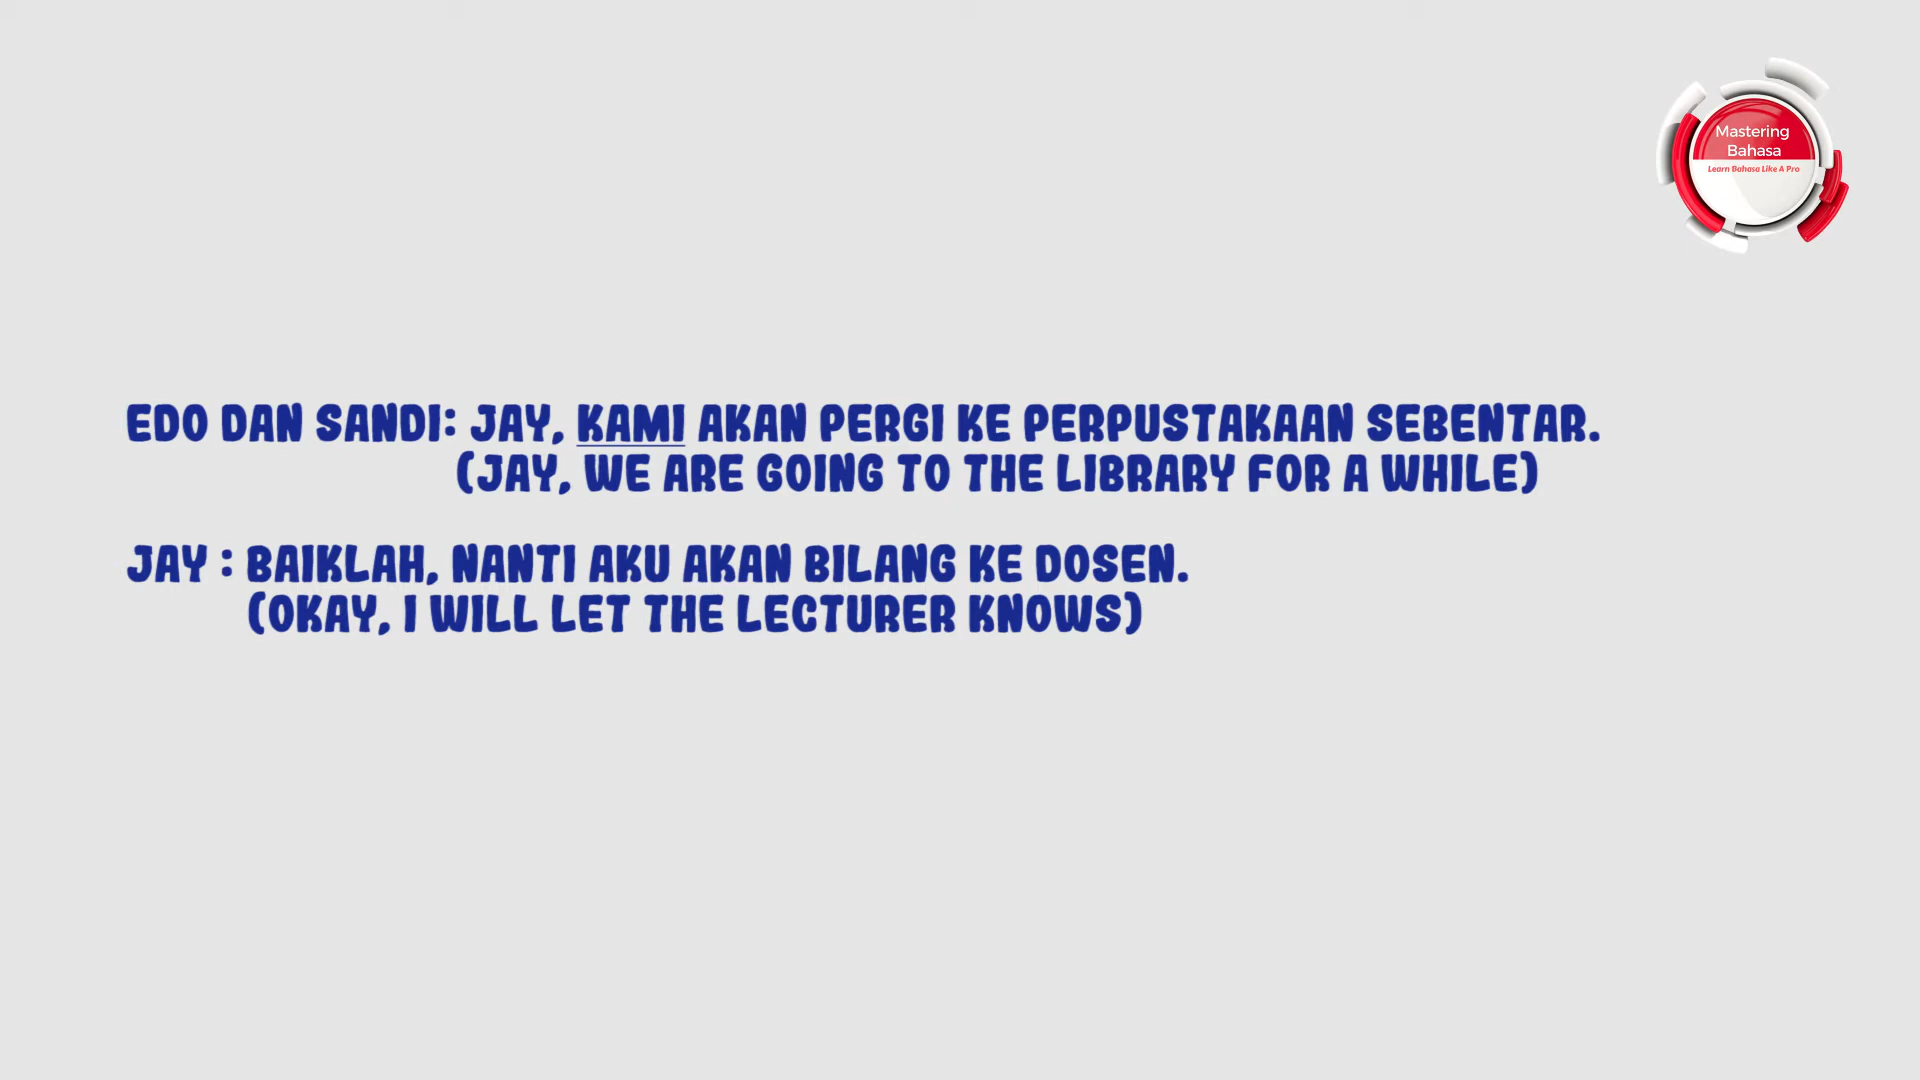 Mastering
Bahasa
Learn Bahasa Like A Pro
EDO DAN SANDI: JAY, KAMI AKAN PERGI KE PERPUSTAKAAN SEBENTAR.
(JAY, WE ARE GOING TO THE LIBRARY FOR A WHILE)
JAY : BAIKLAH, NANTI AKU AKAN BILANG KE DOSEN.
(OKAY, I WILL LET THE LECTURER KNOWS)